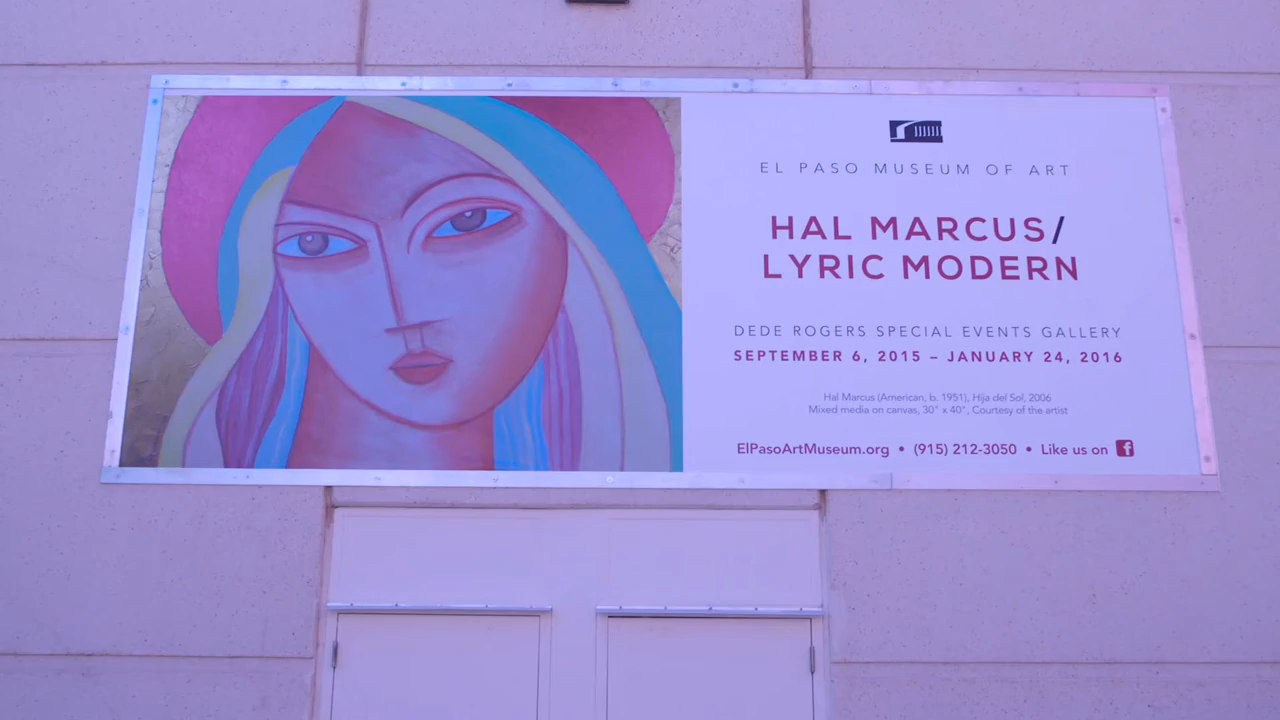 EL PASO MUSEUM OF ART
HAL MARCUS/
LYRIC MODERN
DEDE ROGERS SPECIAL EVENTS GALLERY
SEPTEMBER 6, 2015 – JANUARY 24, 2016
Hal Marcus (American, b. 1951), Hija del Sol, 2006
Mixed media on canvas, 30" x 40", Courtesy of the artist
ElPasoArtMuseum.org • (915) 212-3050 • Like us on f